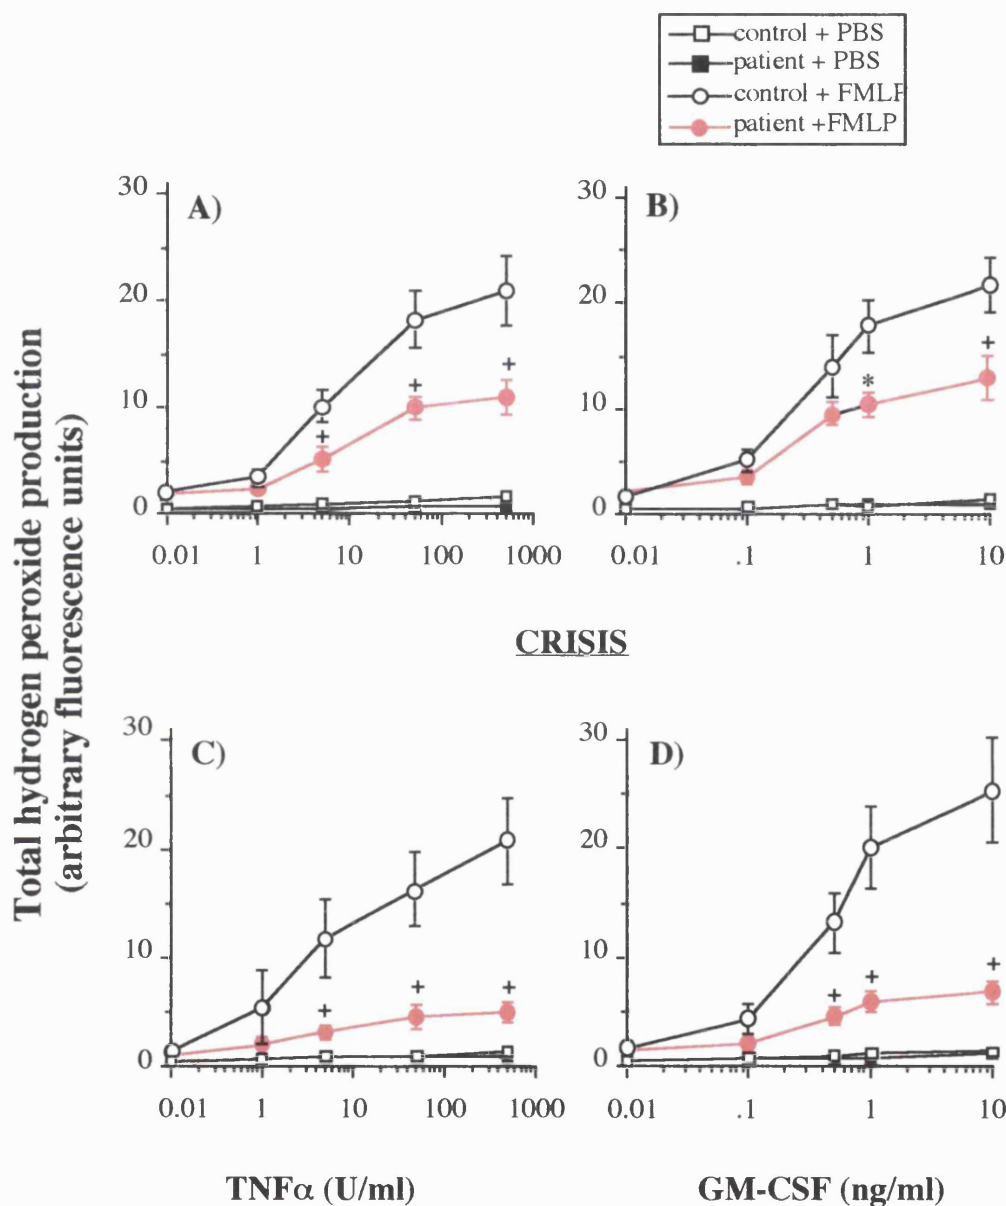 control + PBS
patient + PBS
control + FMLP
patient +FMLP
A)
30
20
10
0
0.01 1 10 100 1000
B)
30
20
10
0
0.01 .1 1 10
+ + +
* +
CRISIS
C)
30
20
10
0
0.01 1 10 100 1000
D)
30
20
10
0
0.01 .1 1 10
+ + +
+ + +
Total hydrogen peroxide production
(arbitrary fluorescence units)
TNFα (U/ml)
GM-CSF (ng/ml)